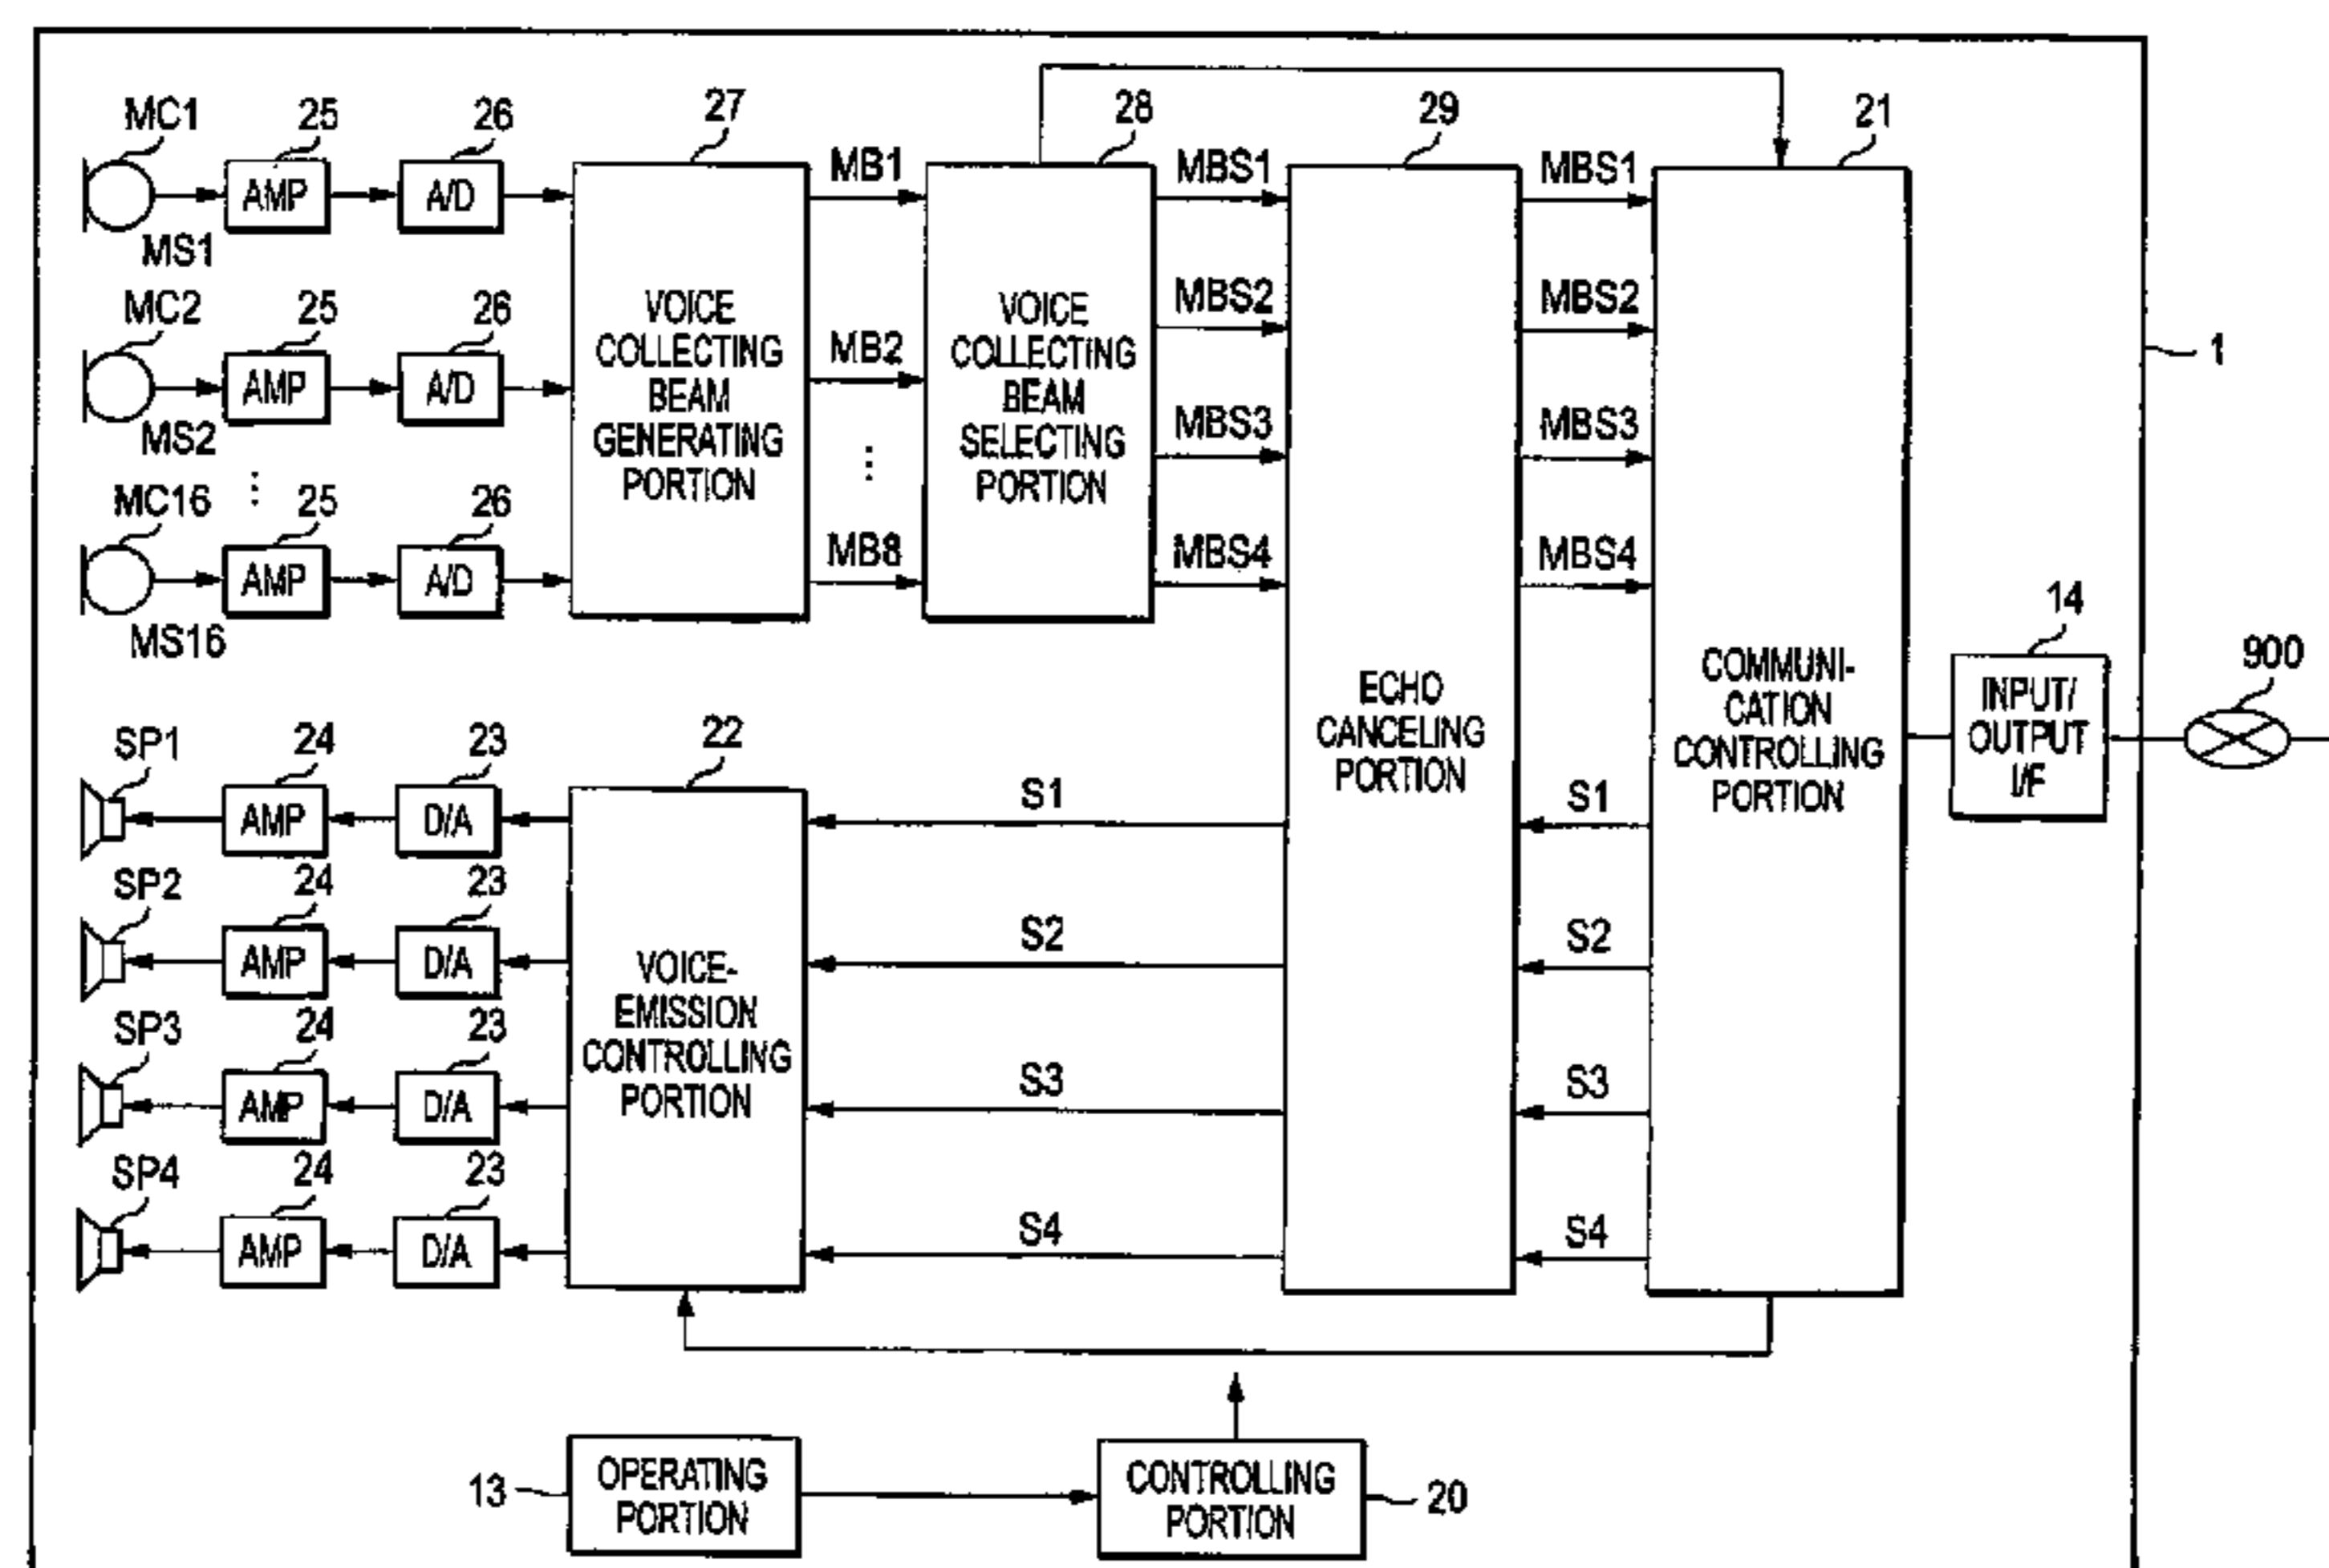 MC1 25 26 27 28 29 21
AMP A/D MB1 MBS1 MBS1
MS1
MC2 25 26 MBS2 MBS2
AMP A/D MB2
MS2
MBS3 MBS3
MC16 25 26
AMP A/D MB8 MBS4 MBS4
MS16
VOICE
COLLECTING
BEAM
GENERATING
PORTION
VOICE
COLLECTING
BEAM
SELECTING
PORTION
ECHO
CANCELING
PORTION
COMMUNI-
CATION
CONTROLLING
PORTION
14
INPUT/
OUTPUT
I/F
1
900
SP1 24 23 22
AMP D/A S1 S1
SP2 24 23
AMP D/A S2 S2
SP3 24 23
AMP D/A S3 S3
SP4 24 23
AMP D/A S4 S4
VOICE-
EMISSION
CONTROLLING
PORTION
13
OPERATING
PORTION
CONTROLLING
PORTION
20